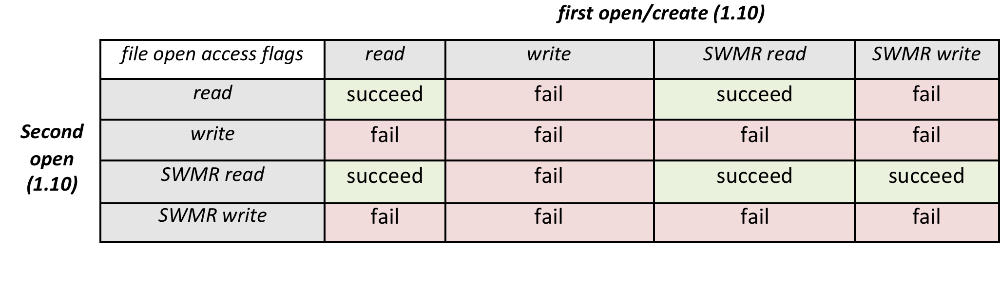 first open/create (1.10)
file open access flags read write SWMR read SWMR write
read succeed fail succeed fail
Second
write fail fail fail fail
open
(1.10)
SWMR read succeed fail succeed succeed
SWMR write fail fail fail fail